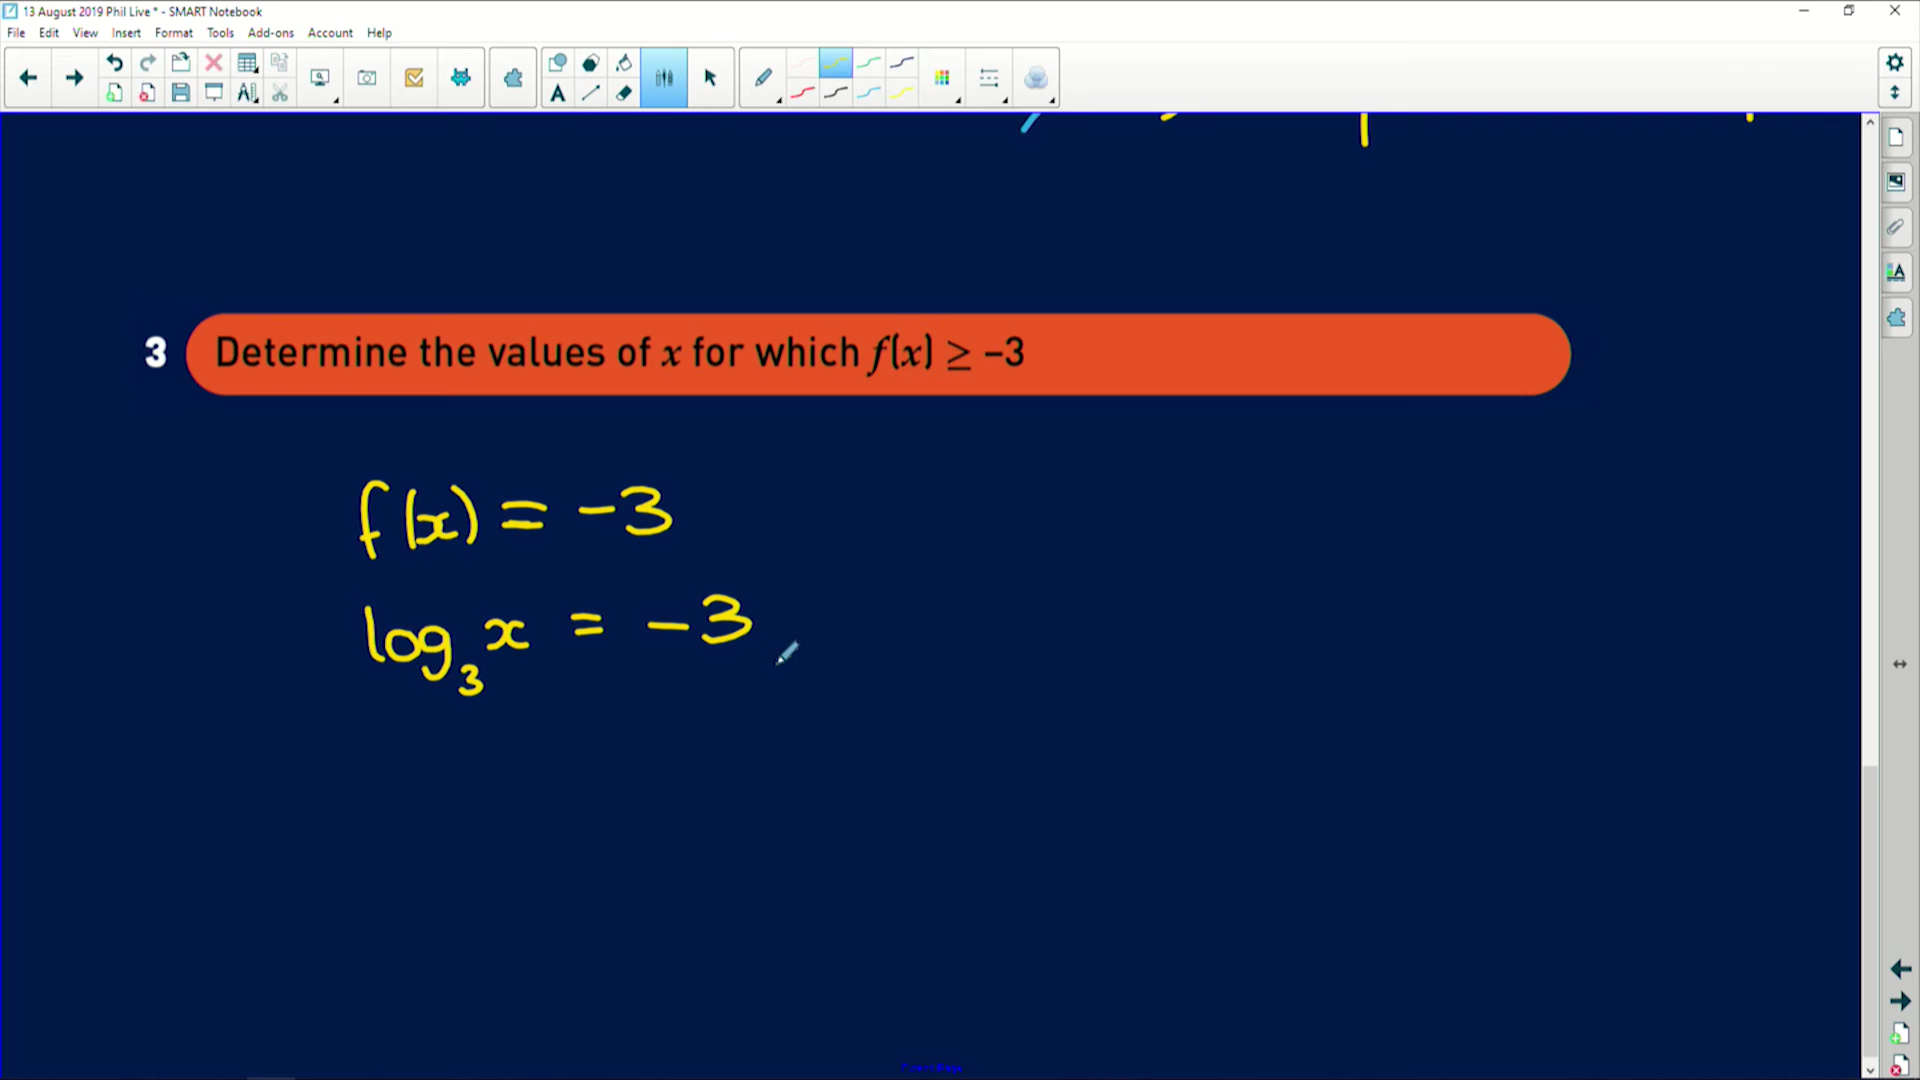 13 August 2019 Phil Live * - SMART Notebook
File Edit View Insert Format Tools Add-ons Account Help
3 Determine the values of x for which f(x) ≥ –3
f(x) = -3
log₃ x = -3